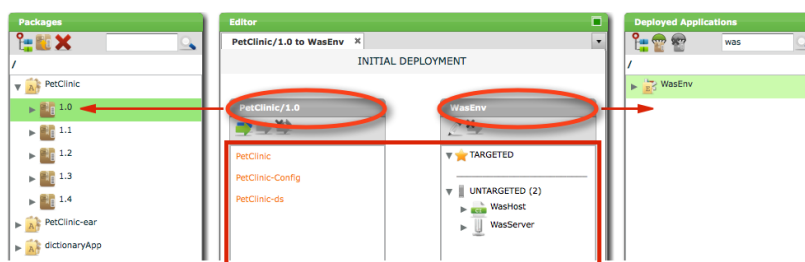 Packages
/
PetClinic
1.0
1.1
1.2
1.3
1.4
PetClinic-ear
dictionaryApp
Editor
PetClinic/1.0 to WasEnv
INITIAL DEPLOYMENT
PetClinic/1.0
PetClinic
PetClinic-Config
PetClinic-ds
WasEnv
TARGETED
UNTARGETED (2)
WasHost
WasServer
Deployed Applications
was
/
WasEnv